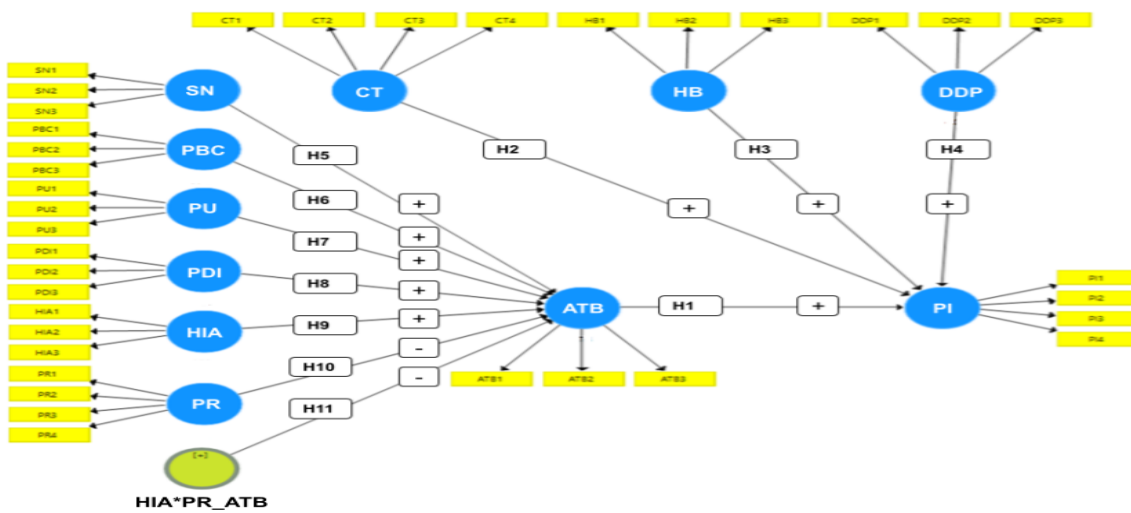 CT1 CT2 CT3 CT4 HB1 HB2 HB3 DDP1 DDP2 DDP3
SN1
SN2
SN3
SN
CT
HB
DDP
PBC1
PBC2
PBC3
PBC
H5
H2
H3
H4
PU1
PU2
PU3
PU
H6
+
+
+
+
H7
+
+
PDI1
PDI2
PDI3
PDI
H8
+
HIA1
HIA2
HIA3
HIA
H9
+
ATB
H1
+
PI
PI1
PI2
PI3
PI4
-
H10
-
PR1
PR2
PR3
PR4
PR
ATB1 ATB2 ATB3
H11
[+]
HIA*PR_ATB